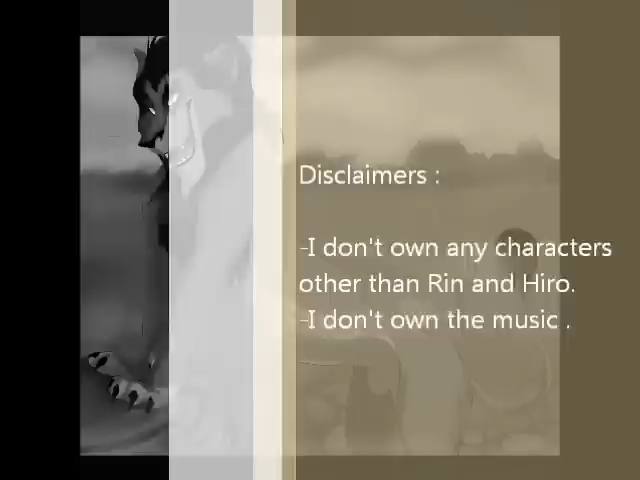 Disclaimers :
-I don't own any characters
other than Rin and Hiro.
-I don't own the music .